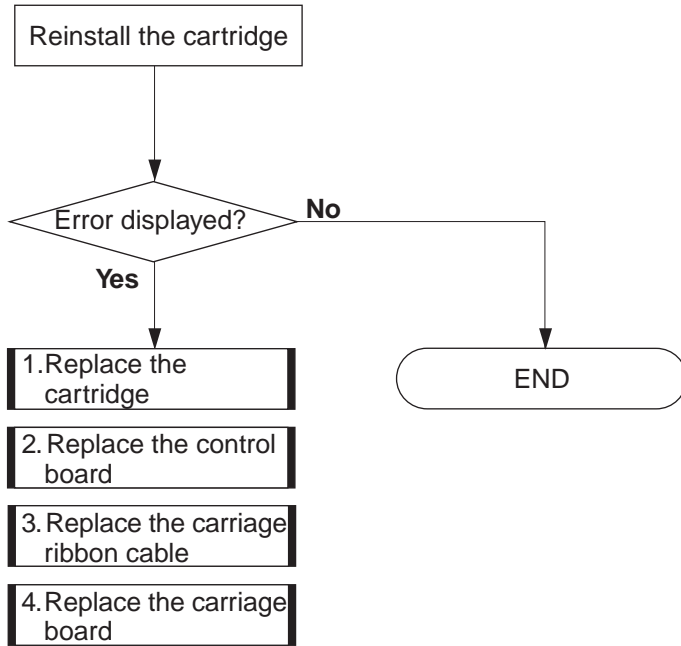 Reinstall the cartridge
Error displayed?
No
Yes
1.Replace the
cartridge
END
2. Replace the control
board
3. Replace the carriage
ribbon cable
4. Replace the carriage
board